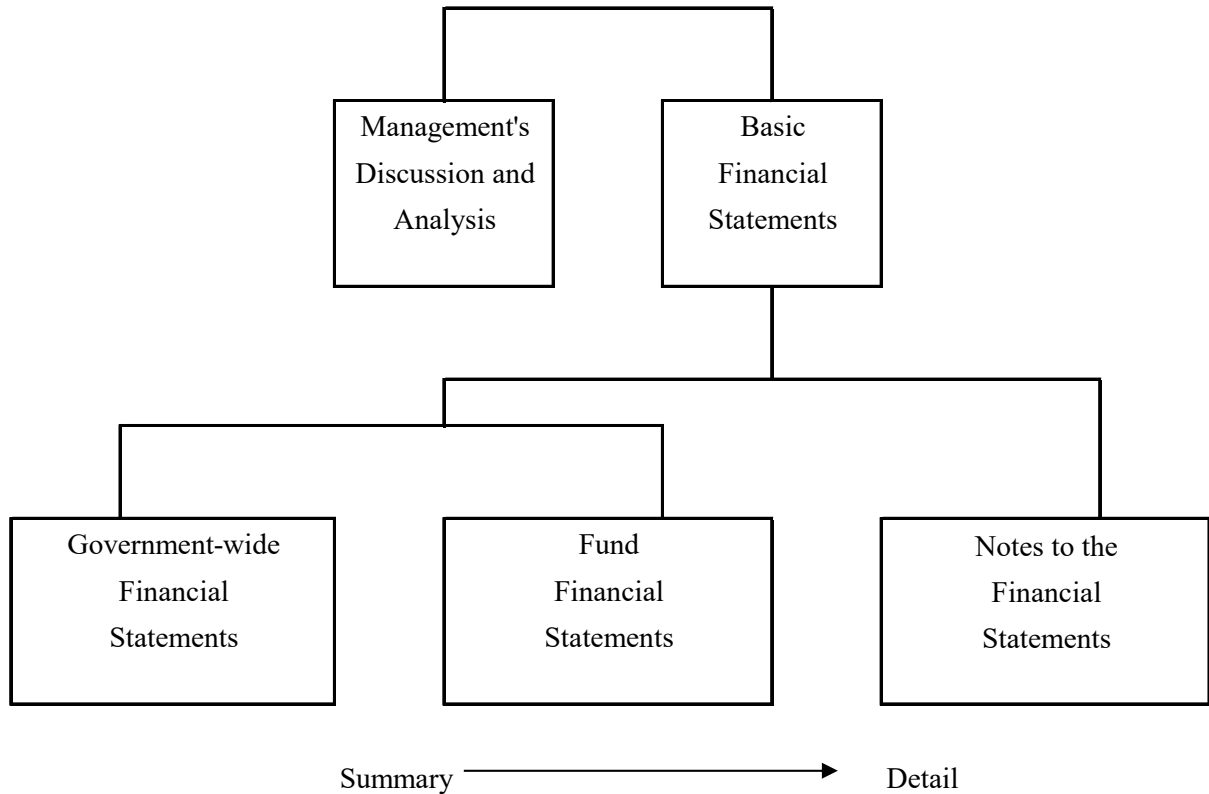 Management's
Discussion and
Analysis
Basic
Financial
Statements
Government-wide
Financial
Statements
Fund
Financial
Statements
Notes to the
Financial
Statements
Summary
Detail